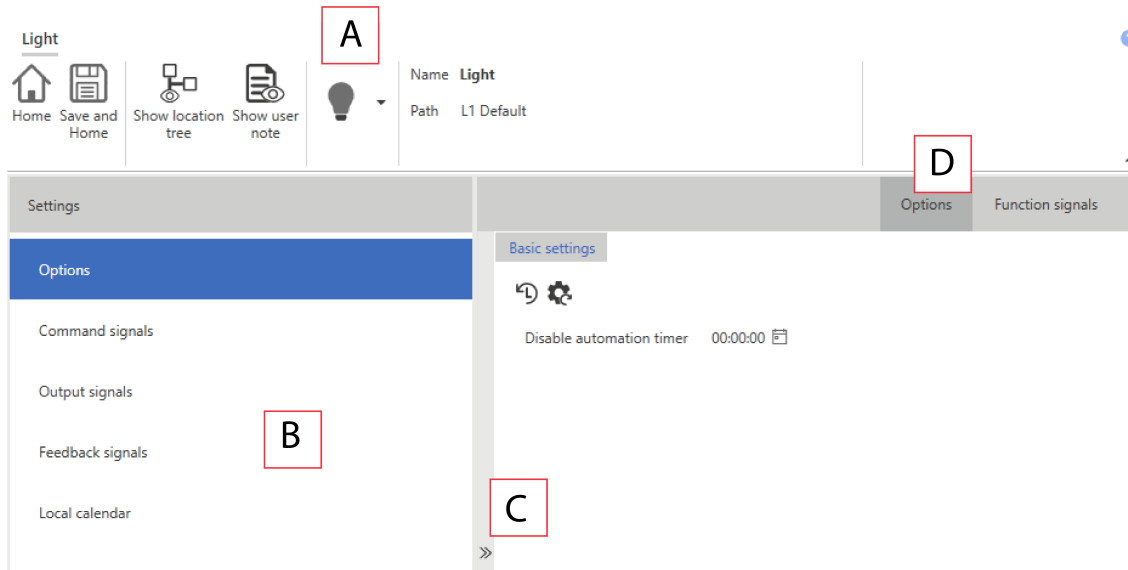 A
Light
Name Light
Path L1 Default
Home Save and Home
Show location tree
Show user note
D
Settings
Options Function signals
Options
Basic settings
Disable automation timer 00:00:00
Command signals
Output signals
B
Feedback signals
C
Local calendar